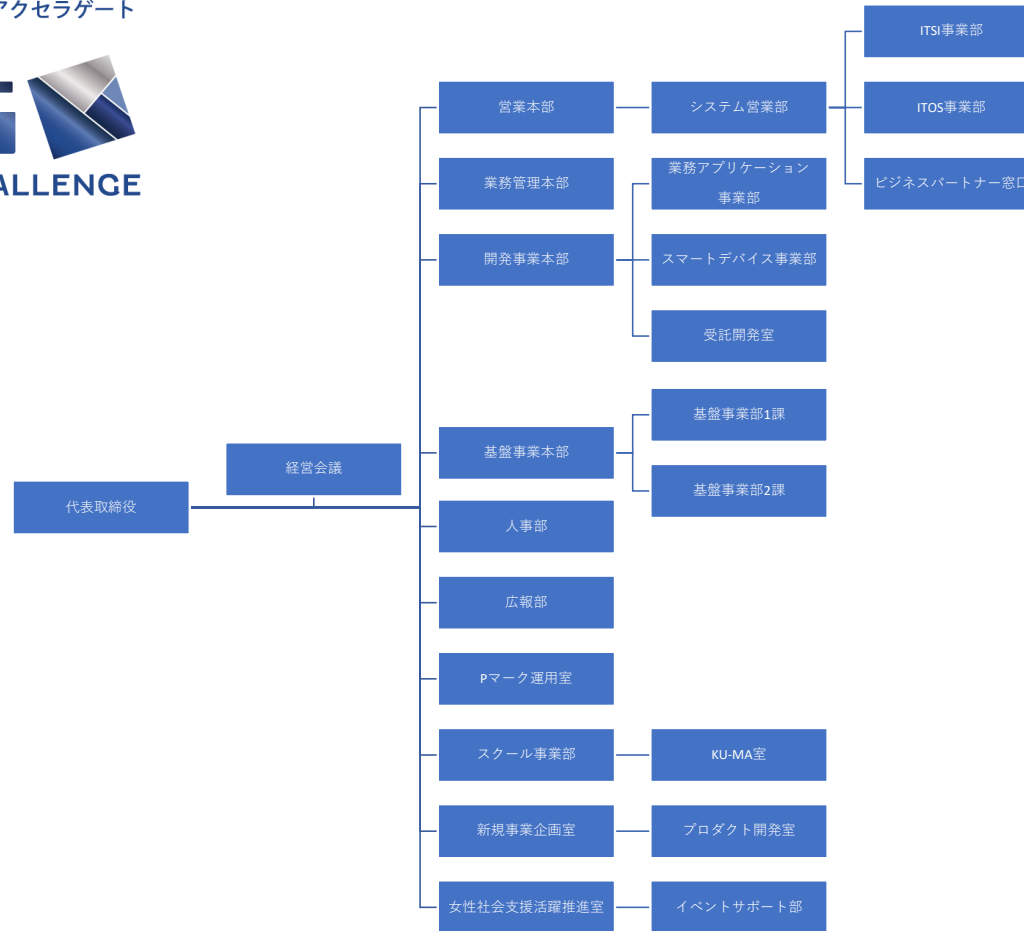 アクセラゲート
ALLENGE
代表取締役
経営会議
営業本部
システム営業部
ITSI事業部
ITOS事業部
ビジネスパートナー窓口
業務管理本部
開発事業本部
業務アプリケーション
事業部
スマートデバイス事業部
受託開発室
基盤事業本部
基盤事業部1課
基盤事業部2課
人事部
広報部
Pマーク運用室
スクール事業部
KU-MA室
新規事業企画室
プロダクト開発室
女性社会支援活躍推進室
イベントサポート部